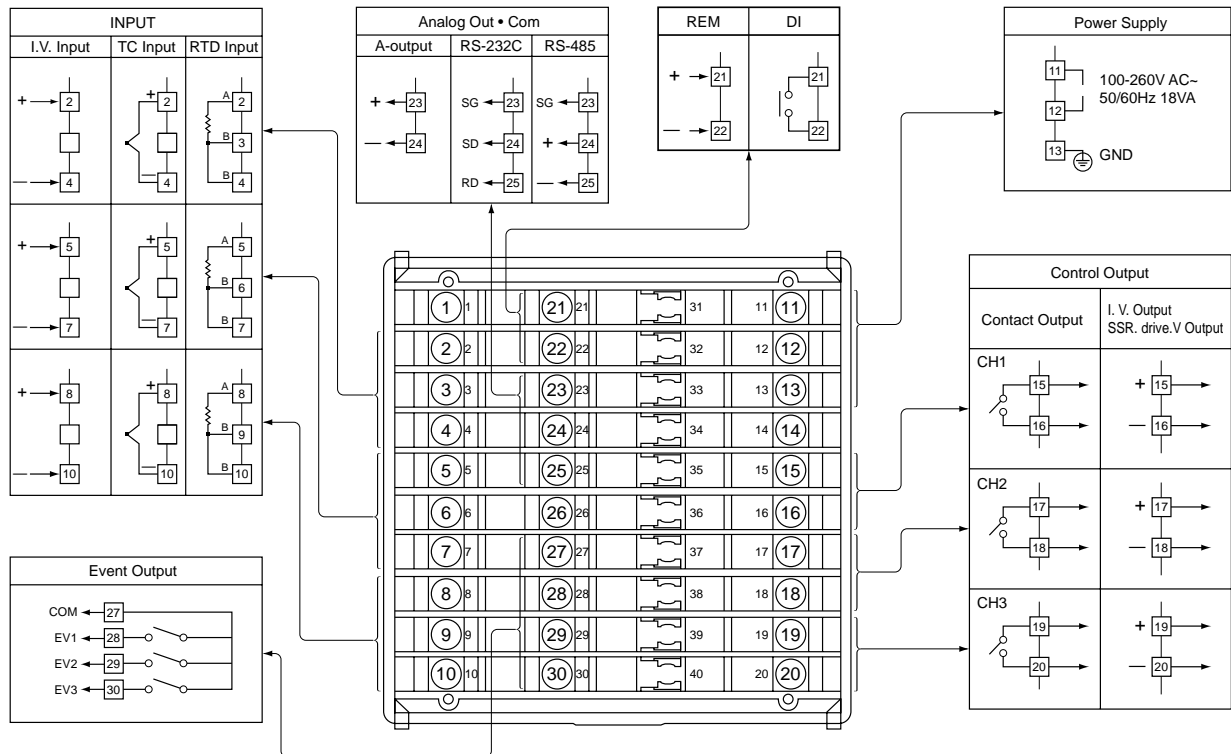 INPUT
I.V. Input TC Input RTD Input
+ 2 + 2 A 2
B 3
— 4 — 4 B 4
+ 5 + 5 A 5
B 6
— 7 — 7 B 7
+ 8 + 8 A 8
B 9
— 10 — 10 B 10
Analog Out • Com
A-output RS-232C RS-485
+ 23 SG 23 SG 23
— 24 SD 24 + 24
RD 25 — 25
REM DI
+ 21 21
— 22 22
Power Supply
11
100-260V AC~
50/60Hz 18VA
12
13 GND
1 1 21 21 31 11 11
2 2 22 22 32 12 12
3 3 23 23 33 13 13
4 4 24 24 34 14 14
5 5 25 25 35 15 15
6 6 26 26 36 16 16
7 7 27 27 37 17 17
8 8 28 28 38 18 18
9 9 29 29 39 19 19
10 10 30 30 40 20 20
Event Output
COM 27
EV1 28
EV2 29
EV3 30
Control Output
Contact Output
I. V. Output
SSR. drive.V Output
CH1
15 + 15
16 — 16
CH2
17 + 17
18 — 18
CH3
19 + 19
20 — 20